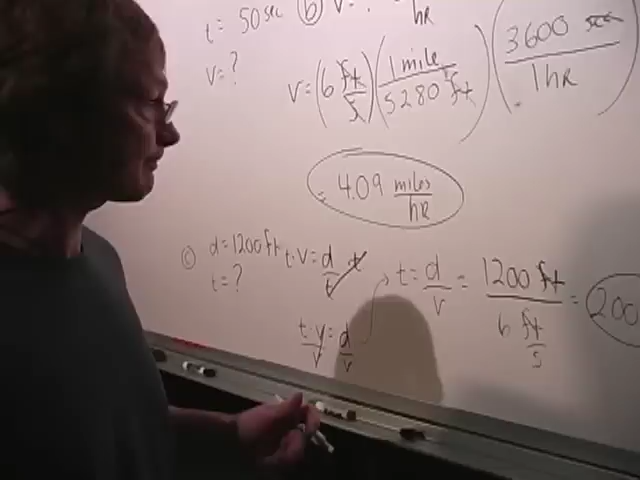 t = 50 sec (b) v = ? hr
v = ?
v = (6 ft/s)(1 mile/5280 ft)(3600 sec/1 hr)
= 4.09 miles/hr
(c) d = 1200 ft t·v = d/t t t = d/v = 1200 ft / 6 ft/s = 200
t = ?
t·v/v = d/v